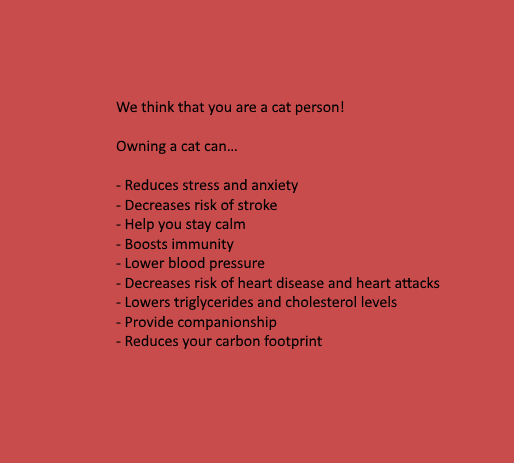 We think that you are a cat person!
Owning a cat can...
- Reduces stress and anxiety
- Decreases risk of stroke
- Help you stay calm
- Boosts immunity
- Lower blood pressure
- Decreases risk of heart disease and heart attacks
- Lowers triglycerides and cholesterol levels
- Provide companionship
- Reduces your carbon footprint